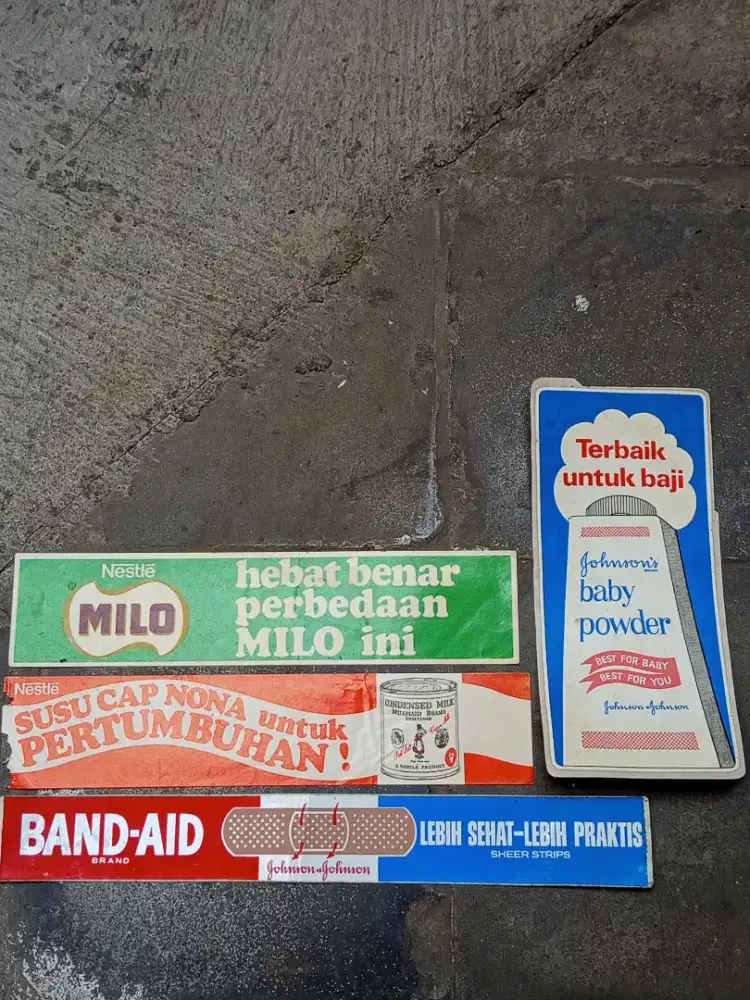 Terbaik
untuk baji
Johnson's
baby
powder
BEST FOR BABY
BEST FOR YOU
Johnson & Johnson
Nestlé
MILO
hebat benar
perbedaan
MILO ini
Nestlé
SUSU CAP NONA untuk
PERTUMBUHAN!
CONDENSED MILK
MILKMAID BRAND
A NESTLÉ PRODUCT
BAND-AID
BRAND
Johnson & Johnson
LEBIH SEHAT-LEBIH PRAKTIS
SHEER STRIPS